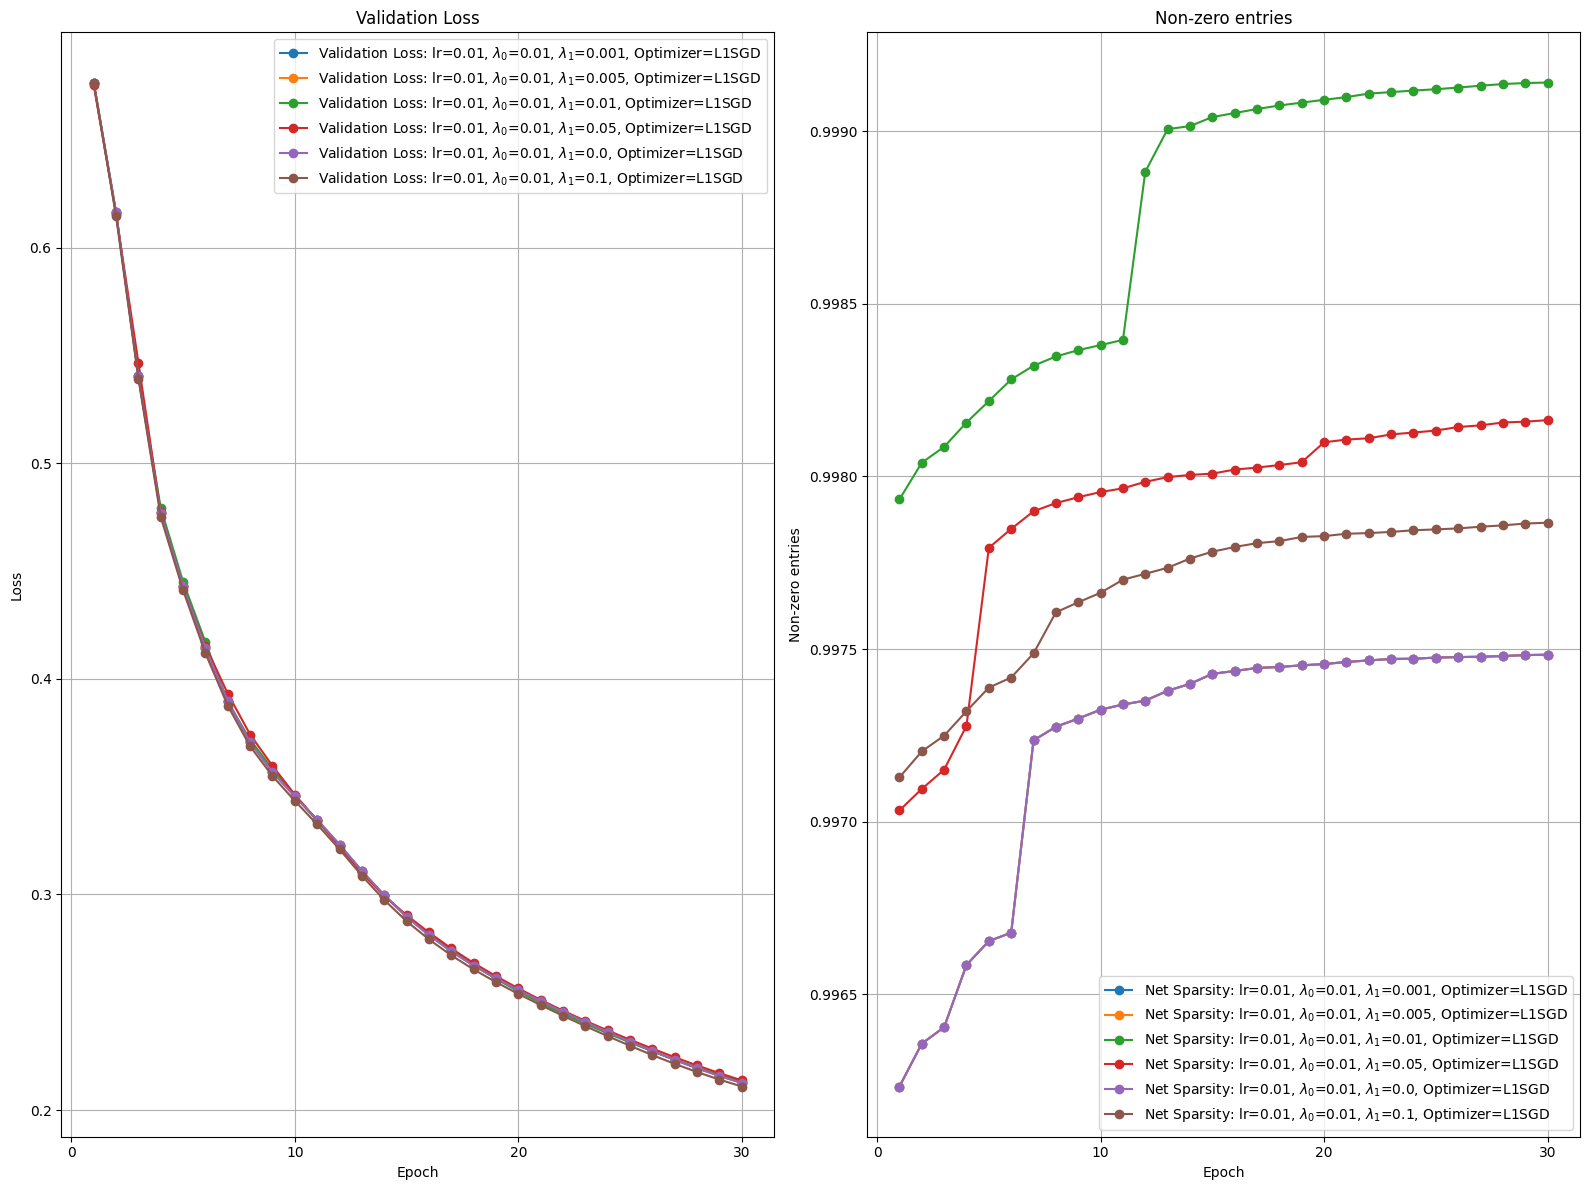 Validation Loss
Validation Loss: lr=0.01, λ₀=0.01, λ₁=0.001, Optimizer=L1SGD
Validation Loss: lr=0.01, λ₀=0.01, λ₁=0.005, Optimizer=L1SGD
Validation Loss: lr=0.01, λ₀=0.01, λ₁=0.01, Optimizer=L1SGD
Validation Loss: lr=0.01, λ₀=0.01, λ₁=0.05, Optimizer=L1SGD
Validation Loss: lr=0.01, λ₀=0.01, λ₁=0.0, Optimizer=L1SGD
Validation Loss: lr=0.01, λ₀=0.01, λ₁=0.1, Optimizer=L1SGD
0.6
0.5
0.4
0.3
0.2
Loss
0
10
20
30
Epoch
Non-zero entries
0.9990
0.9985
0.9980
0.9975
0.9970
0.9965
Non-zero entries
Net Sparsity: lr=0.01, λ₀=0.01, λ₁=0.001, Optimizer=L1SGD
Net Sparsity: lr=0.01, λ₀=0.01, λ₁=0.005, Optimizer=L1SGD
Net Sparsity: lr=0.01, λ₀=0.01, λ₁=0.01, Optimizer=L1SGD
Net Sparsity: lr=0.01, λ₀=0.01, λ₁=0.05, Optimizer=L1SGD
Net Sparsity: lr=0.01, λ₀=0.01, λ₁=0.0, Optimizer=L1SGD
Net Sparsity: lr=0.01, λ₀=0.01, λ₁=0.1, Optimizer=L1SGD
0
10
20
30
Epoch